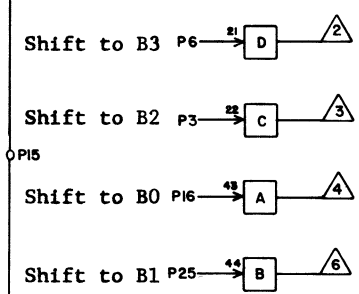 Shift to B3 P6 21 D 2
Shift to B2 P3 22 C 3
P15
Shift to B0 P16 43 A 4
Shift to B1 P25 44 B 6